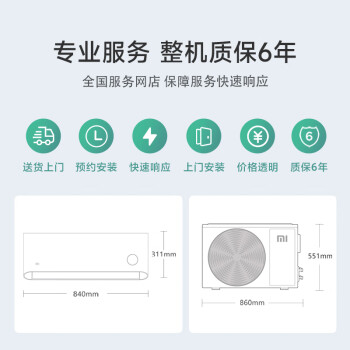 专业服务 整机质保6年
全国服务网店 保障服务快速响应
6
送货上门 预约安装 快速响应 上门安装 价格透明 质保6年
311mm
840mm
MI
551mm
860mm